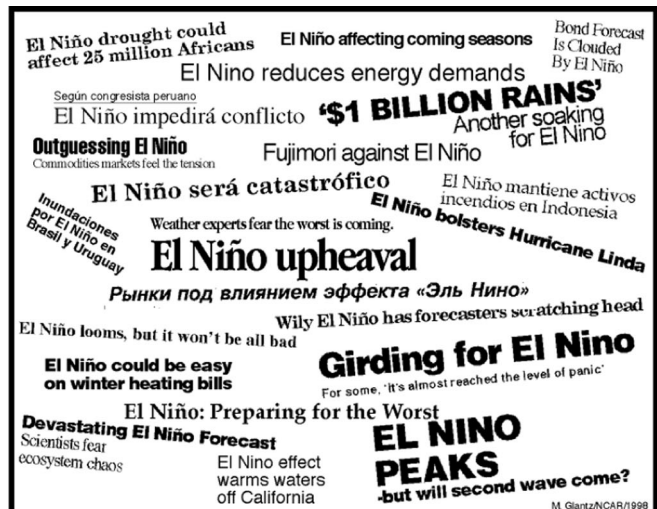 El Niño drought could
affect 25 million Africans
El Niño affecting coming seasons
Bond Forecast
Is Clouded
By El Niño
El Nino reduces energy demands
Según congresista peruano
El Niño impedirá conflicto
‘$1 BILLION RAINS’
Another soaking
for El Nino
Outguessing El Niño
Commodities markets feel the tension
Fujimori against El Niño
El Niño será catastrófico
El Niño mantiene activos
incendios en Indonesia
Inundaciones
por El Niño en
Brasil y Uruguay
Weather experts fear the worst is coming.
El Niño upheaval
El Niño bolsters Hurricane Linda
Рынки под влиянием эффекта «Эль Нино»
El Niño looms, but it won't be all bad
Wily El Niño has forecasters scratching head
El Niño could be easy
on winter heating bills
Girding for El Nino
For some, 'it's almost reached the level of panic'
El Niño: Preparing for the Worst
Devastating El Niño Forecast
Scientists fear
ecosystem chaos
El Nino effect
warms waters
off California
EL NINO
PEAKS
-but will second wave come?
M. Glantz/NCAR/1998